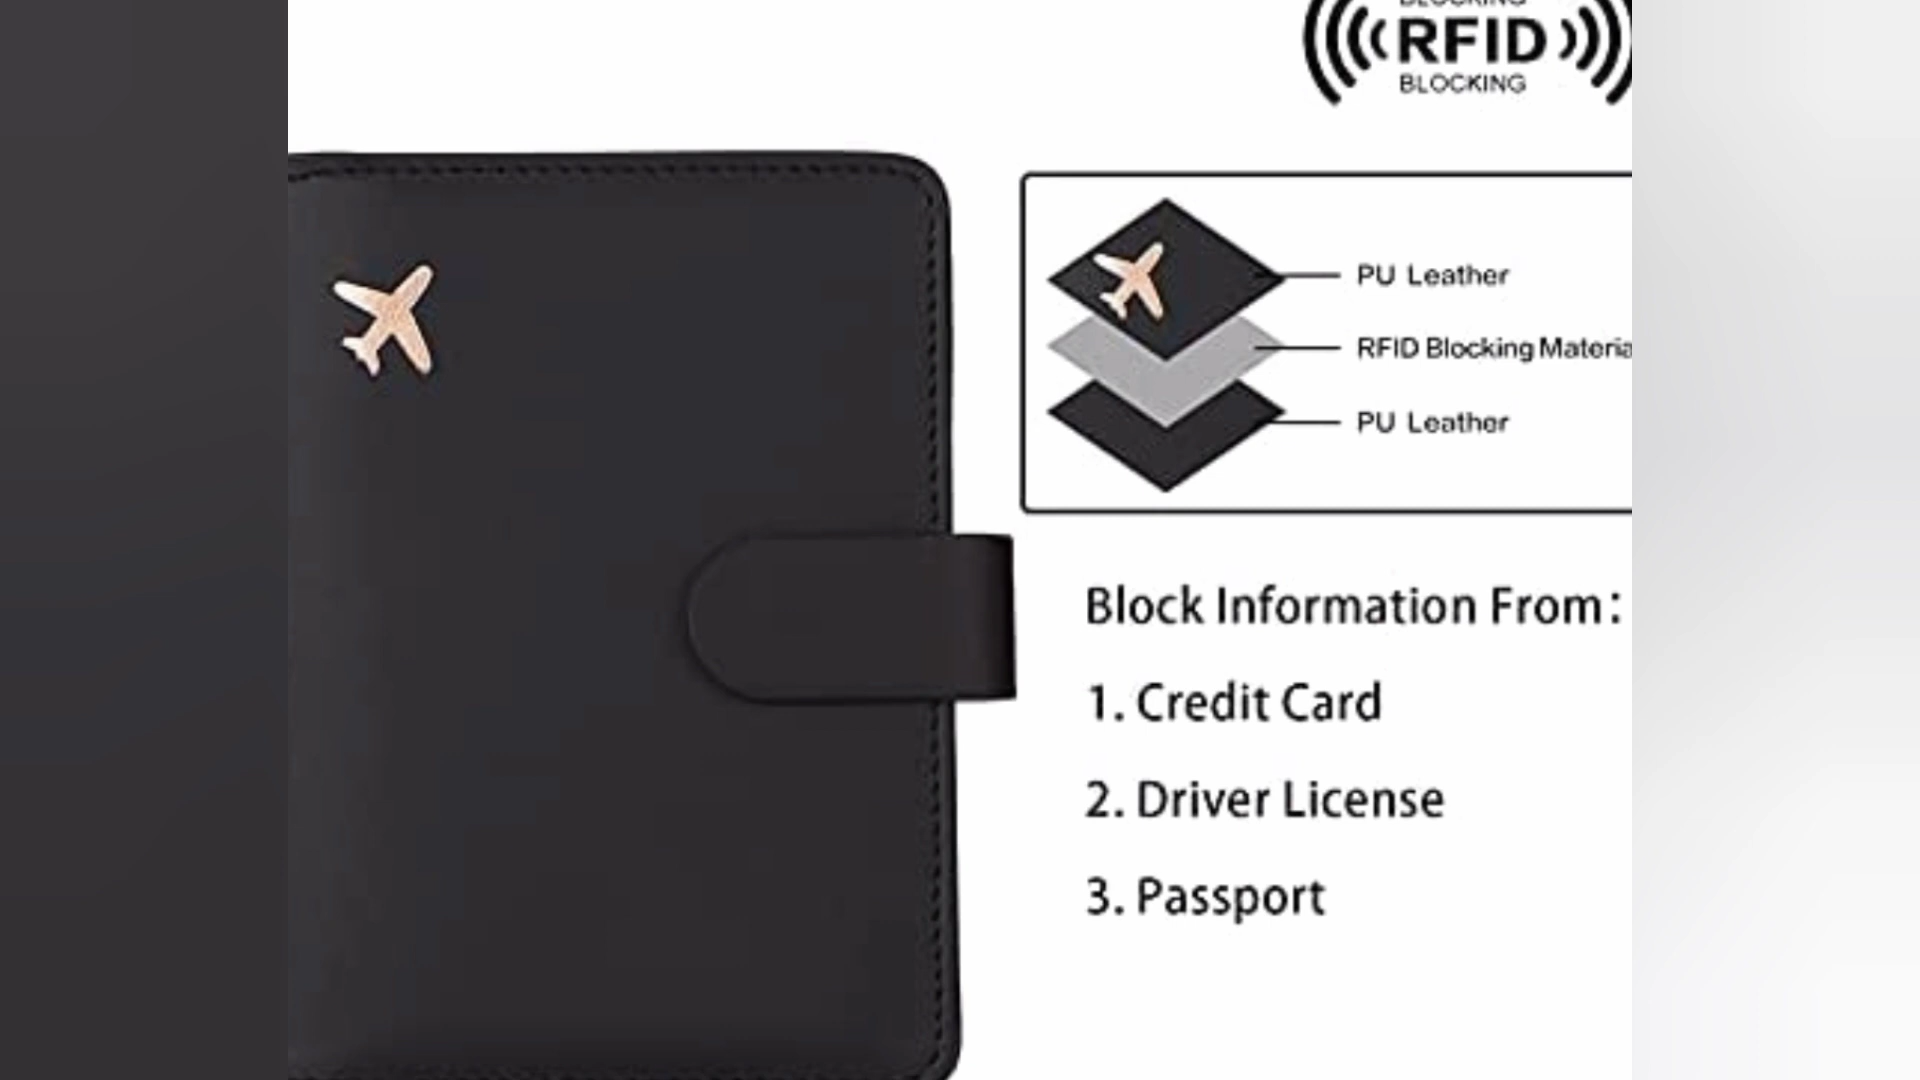 BLOCKING
RFID
BLOCKING
PU Leather
RFID Blocking Materia
PU Leather
Block Information From:
1. Credit Card
2. Driver License
3. Passport